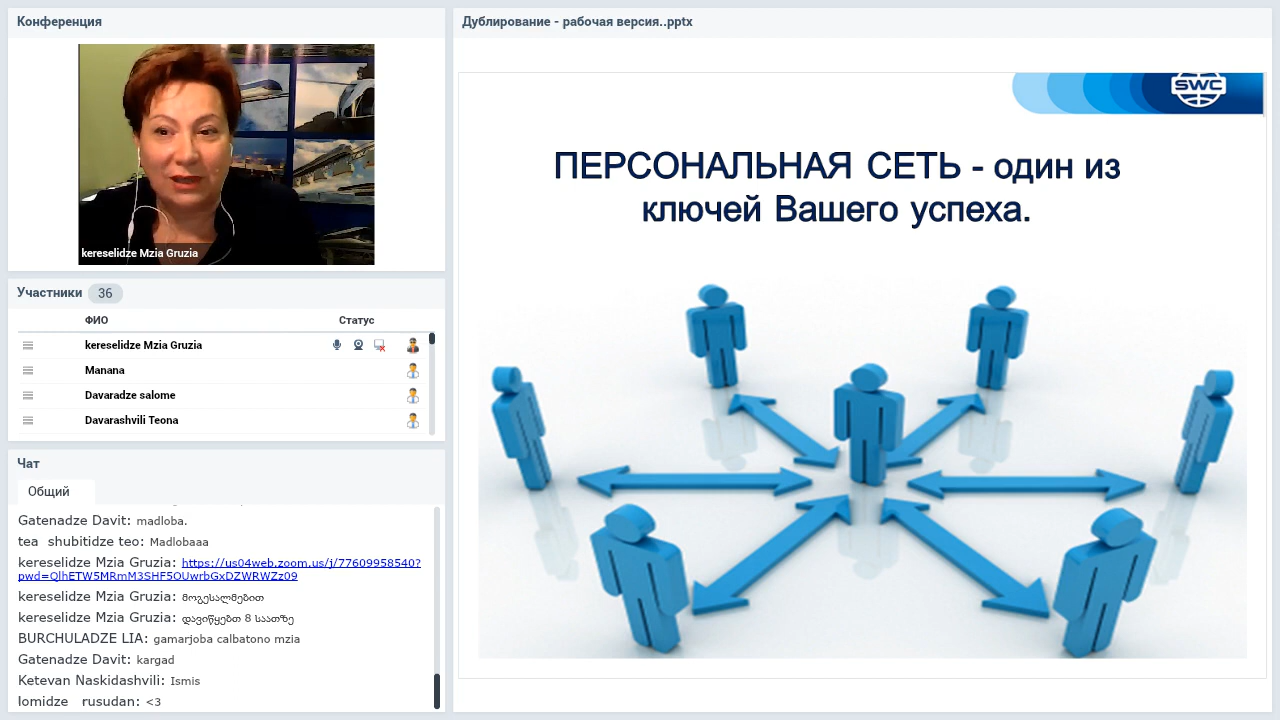 Конференция
kereselidze Mzia Gruzia
Участники 36
ФИО Статус
kereselidze Mzia Gruzia
Manana
Davaradze salome
Davarashvili Teona
Чат
Общий
Gatenadze Davit: madloba.
tea shubitidze teo: Madlobaaa
kereselidze Mzia Gruzia: https://us04web.zoom.us/j/77609958540?
pwd=QlhETW5MRmM3SHF5OUwrbGxDZWRWZz09
kereselidze Mzia Gruzia: მოგესალმებით
kereselidze Mzia Gruzia: დავიწყებთ 8 საათზე
BURCHULADZE LIA: gamarjoba calbatono mzia
Gatenadze Davit: kargad
Ketevan Naskidashvili: Ismis
lomidze rusudan: <3
Дублирование - рабочая версия..pptx
SWC
ПЕРСОНАЛЬНАЯ СЕТЬ - один из
ключей Вашего успеха.